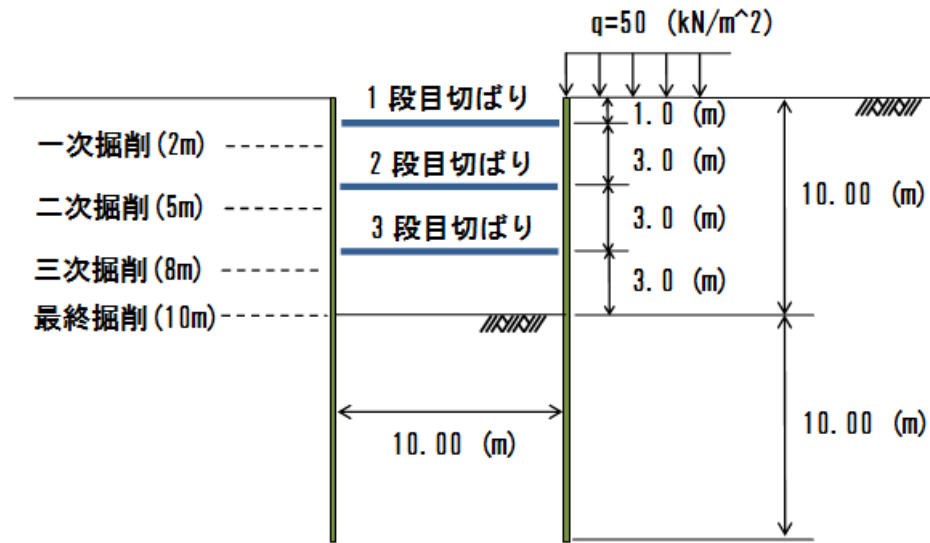 q=50 (kN/m^2)
1段目切ばり
1.0 (m)
一次掘削(2m)
2段目切ばり
3.0 (m)
10.00 (m)
二次掘削(5m)
3段目切ばり
3.0 (m)
三次掘削(8m)
3.0 (m)
最終掘削(10m)
10.00 (m)
10.00 (m)